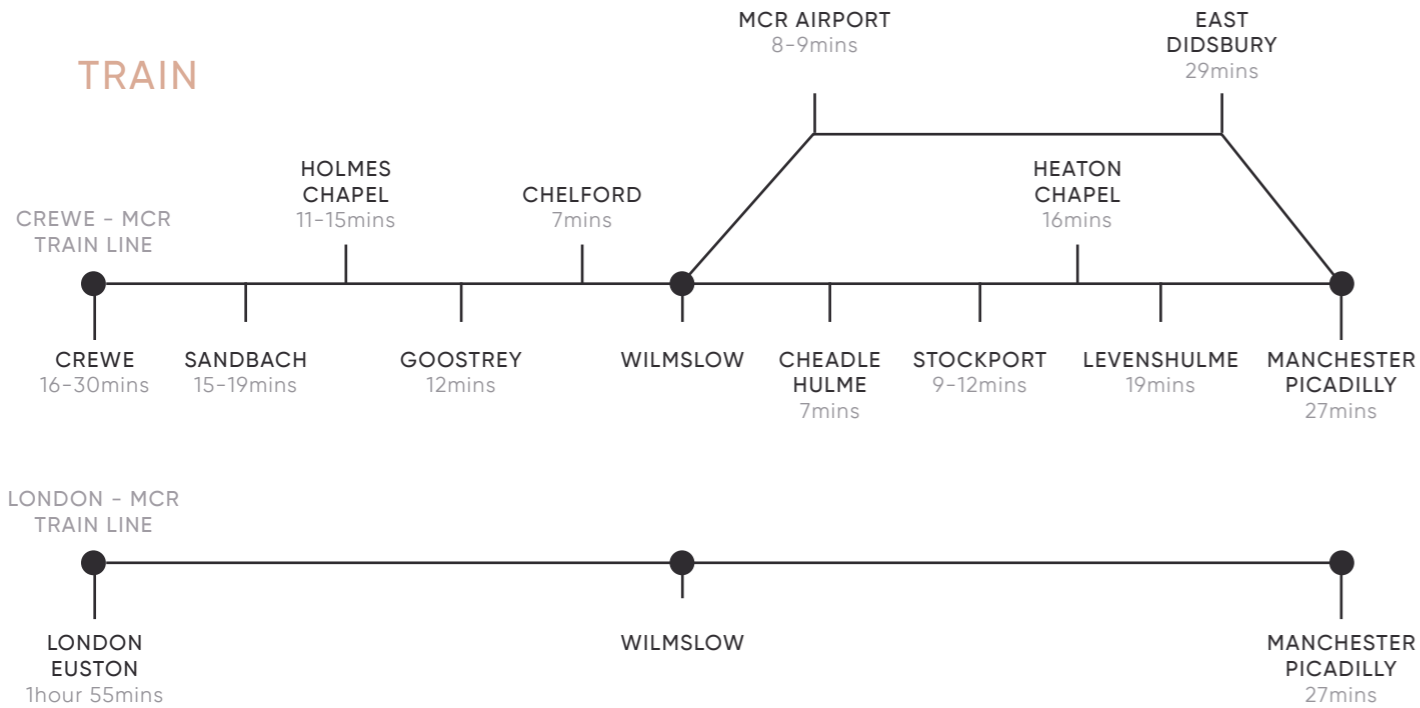 TRAIN
MCR AIRPORT
8-9mins
EAST
DIDSBURY
29mins
CREWE - MCR
TRAIN LINE
HOLMES
CHAPEL
11-15mins
CHELFORD
7mins
HEATON
CHAPEL
16mins
CREWE
16-30mins
SANDBACH
15-19mins
GOOSTREY
12mins
WILMSLOW
CHEADLE
HULME
7mins
STOCKPORT
9-12mins
LEVENSHULME
19mins
MANCHESTER
PICADILLY
27mins
LONDON - MCR
TRAIN LINE
LONDON
EUSTON
1hour 55mins
WILMSLOW
MANCHESTER
PICADILLY
27mins